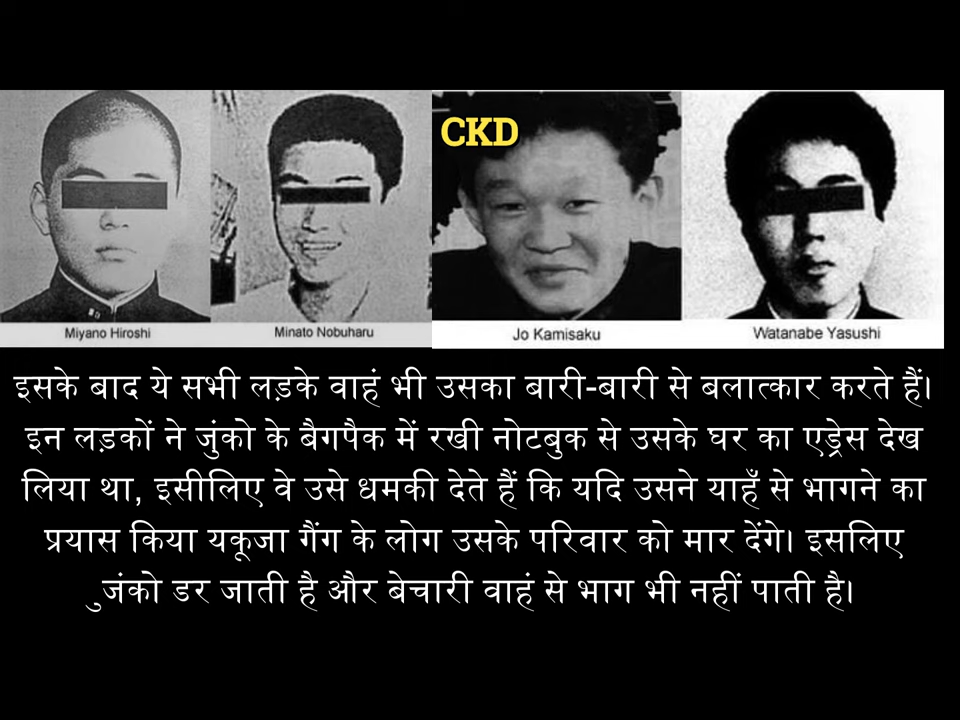 CKD
Miyano Hiroshi
Minato Nobuharu
Jo Kamisaku
Watanabe Yasushi
इसके बाद ये सभी लड़के वाहं भी उसका बारी-बारी से बलात्कार करते हैं।
इन लड़कों ने जुंको के बैगपैक में रखी नोटबुक से उसके घर का एड्रेस देख
लिया था, इसीलिए वे उसे धमकी देते हैं कि यदि उसने याहँ से भागने का
प्रयास किया यकूजा गैंग के लोग उसके परिवार को मार देंगे। इसलिए
ुजंको डर जाती है और बेचारी वाहं से भाग भी नहीं पाती है।